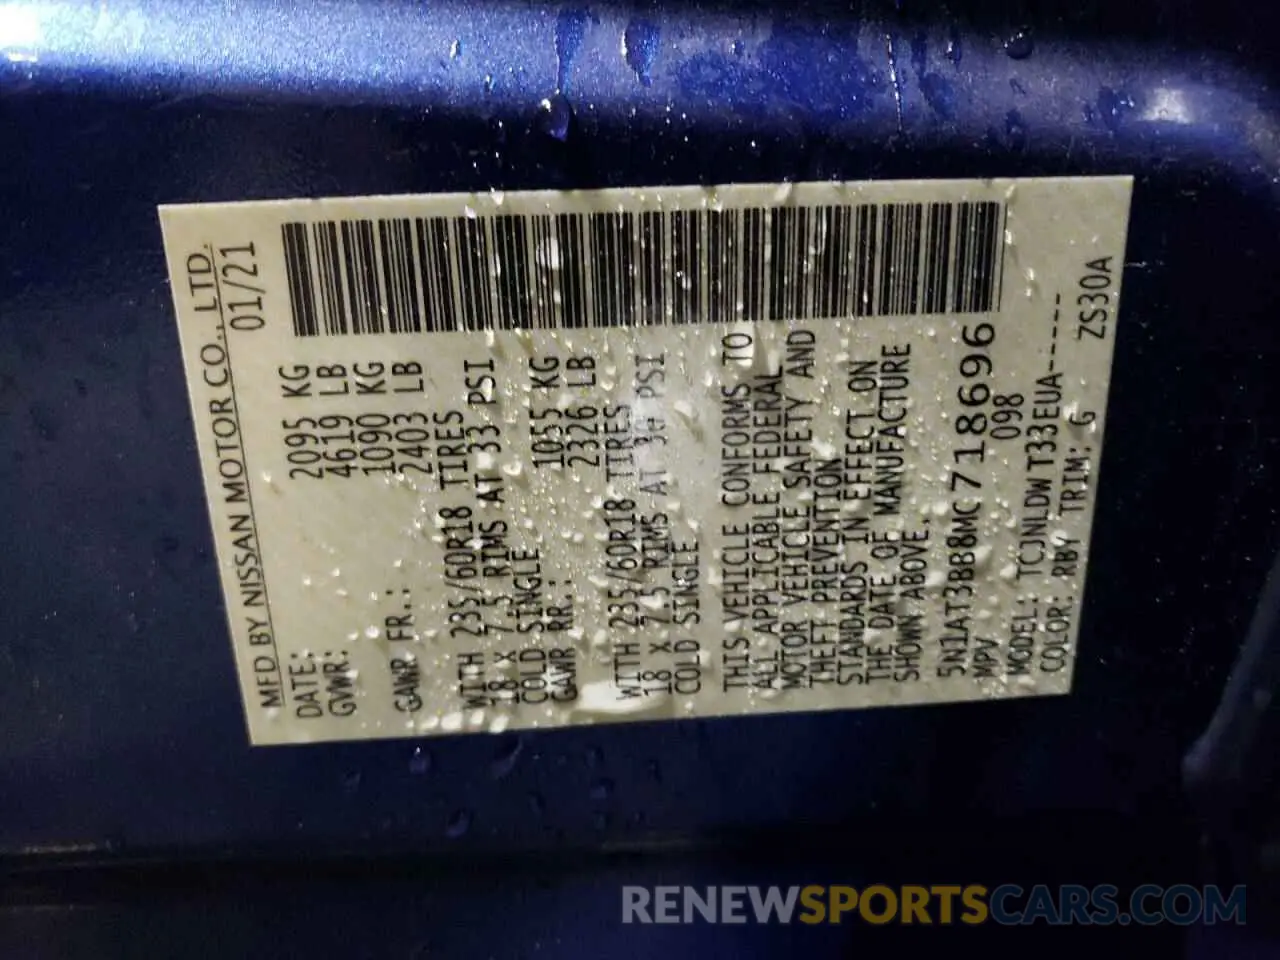 MFD BY NISSAN MOTOR CO., LTD.
DATE: 01/21
GVWR: 2095 KG
4619 LB
GAWR FR.: 1090 KG
2403 LB
WITH 235/60R18 TIRES
18 X 7.5 RIMS AT 33 PSI
COLD SINGLE
GAWR RR.: 1055 KG
2326 LB
WITH 235/60R18 TIRES
18 X 7.5 RIMS AT 30 PSI
COLD SINGLE
THIS VEHICLE CONFORMS TO
ALL APPLICABLE FEDERAL
MOTOR VEHICLE SAFETY AND
THEFT PREVENTION
STANDARDS IN EFFECT ON
THE DATE OF MANUFACTURE
SHOWN ABOVE.
5N1AT3BB8MC718696
MPV 098
MODEL: TCJNLDWT33EUA-----
COLOR: RBY TRIM: G
ZS30A
RENEWSPORTSCARS.COM